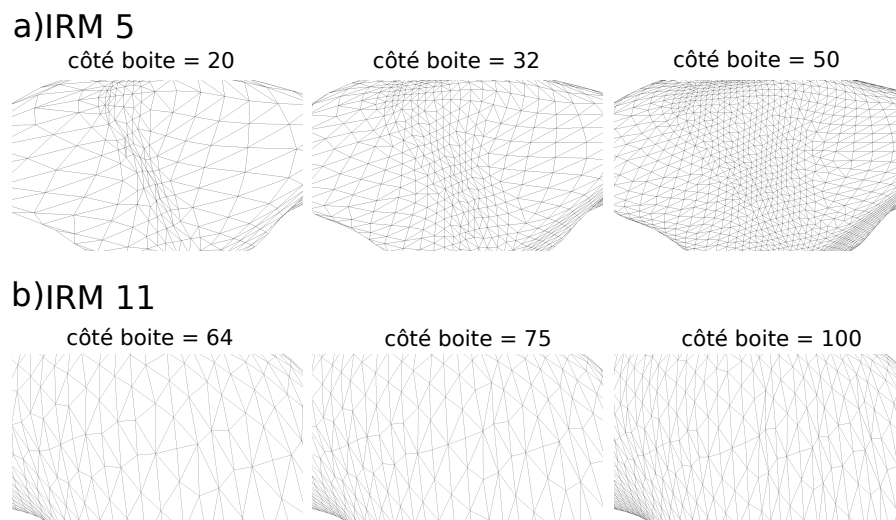 a)IRM 5
côté boite = 20
côté boite = 32
côté boite = 50
b)IRM 11
côté boite = 64
côté boite = 75
côté boite = 100